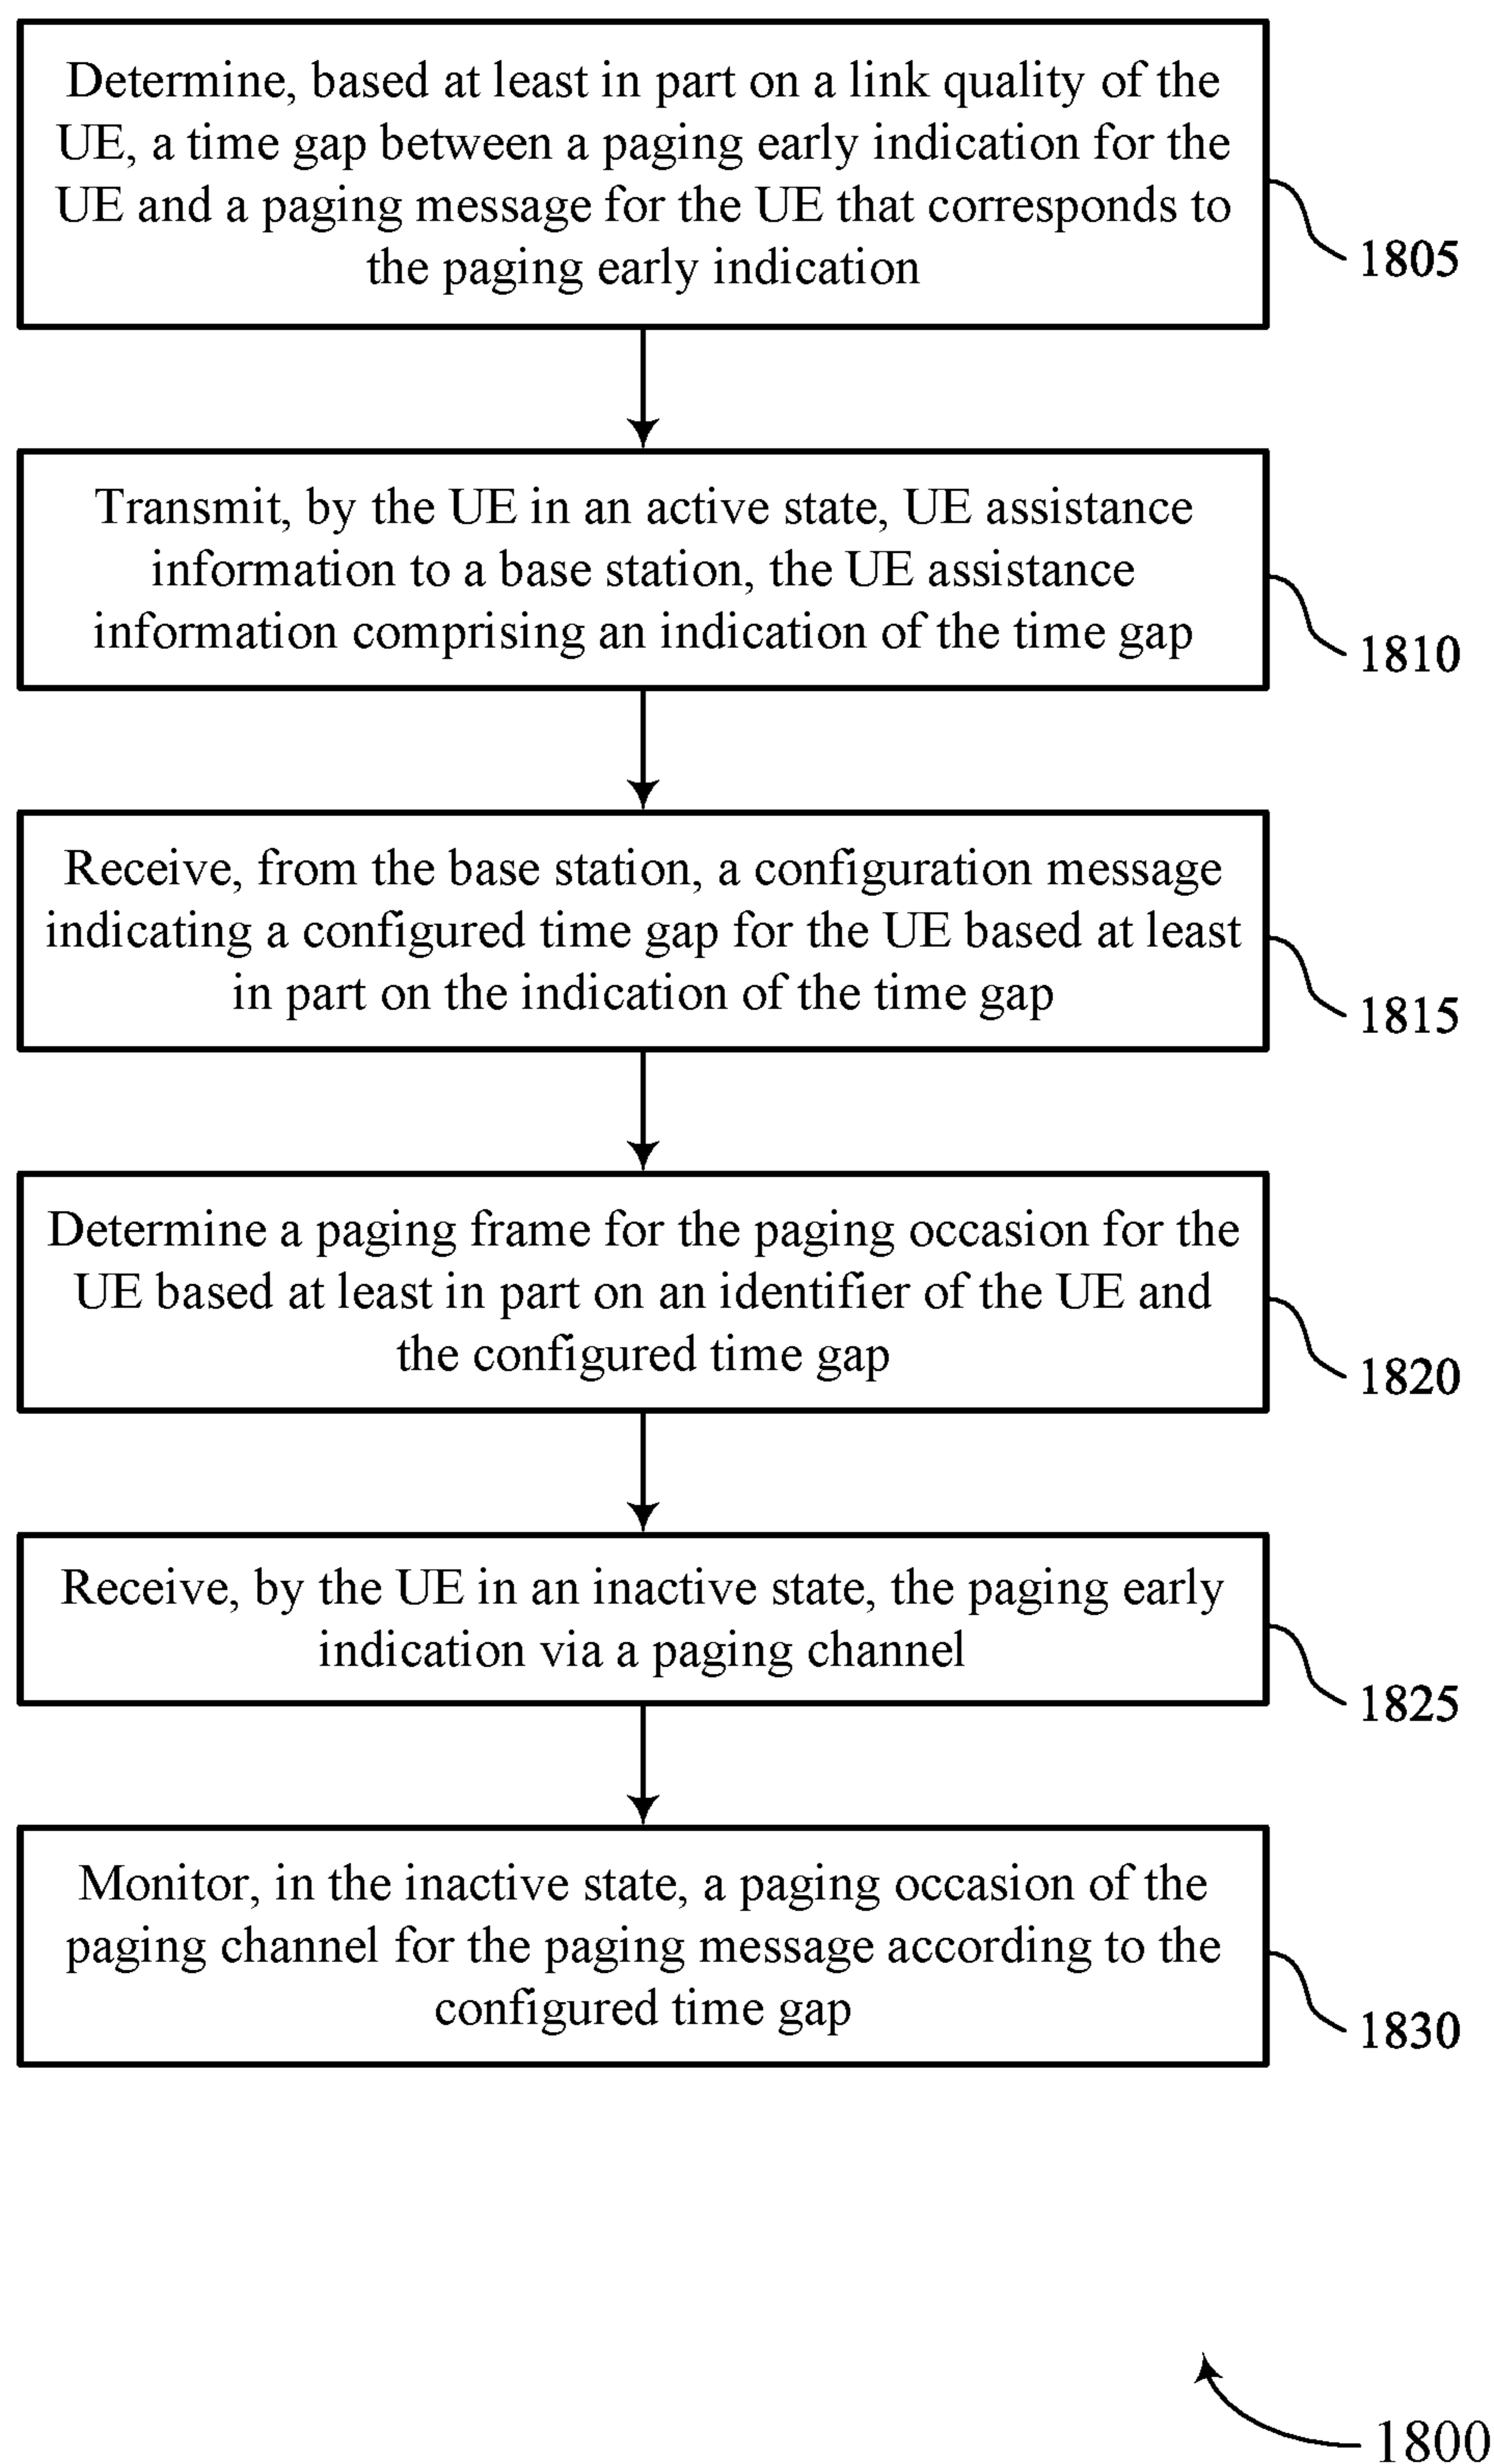 Determine, based at least in part on a link quality of the
UE, a time gap between a paging early indication for the
UE and a paging message for the UE that corresponds to
the paging early indication
1805
Transmit, by the UE in an active state, UE assistance
information to a base station, the UE assistance
information comprising an indication of the time gap
1810
Receive, from the base station, a configuration message
indicating a configured time gap for the UE based at least
in part on the indication of the time gap
1815
Determine a paging frame for the paging occasion for the
UE based at least in part on an identifier of the UE and
the configured time gap
1820
Receive, by the UE in an inactive state, the paging early
indication via a paging channel
1825
Monitor, in the inactive state, a paging occasion of the
paging channel for the paging message according to the
configured time gap
1830
1800